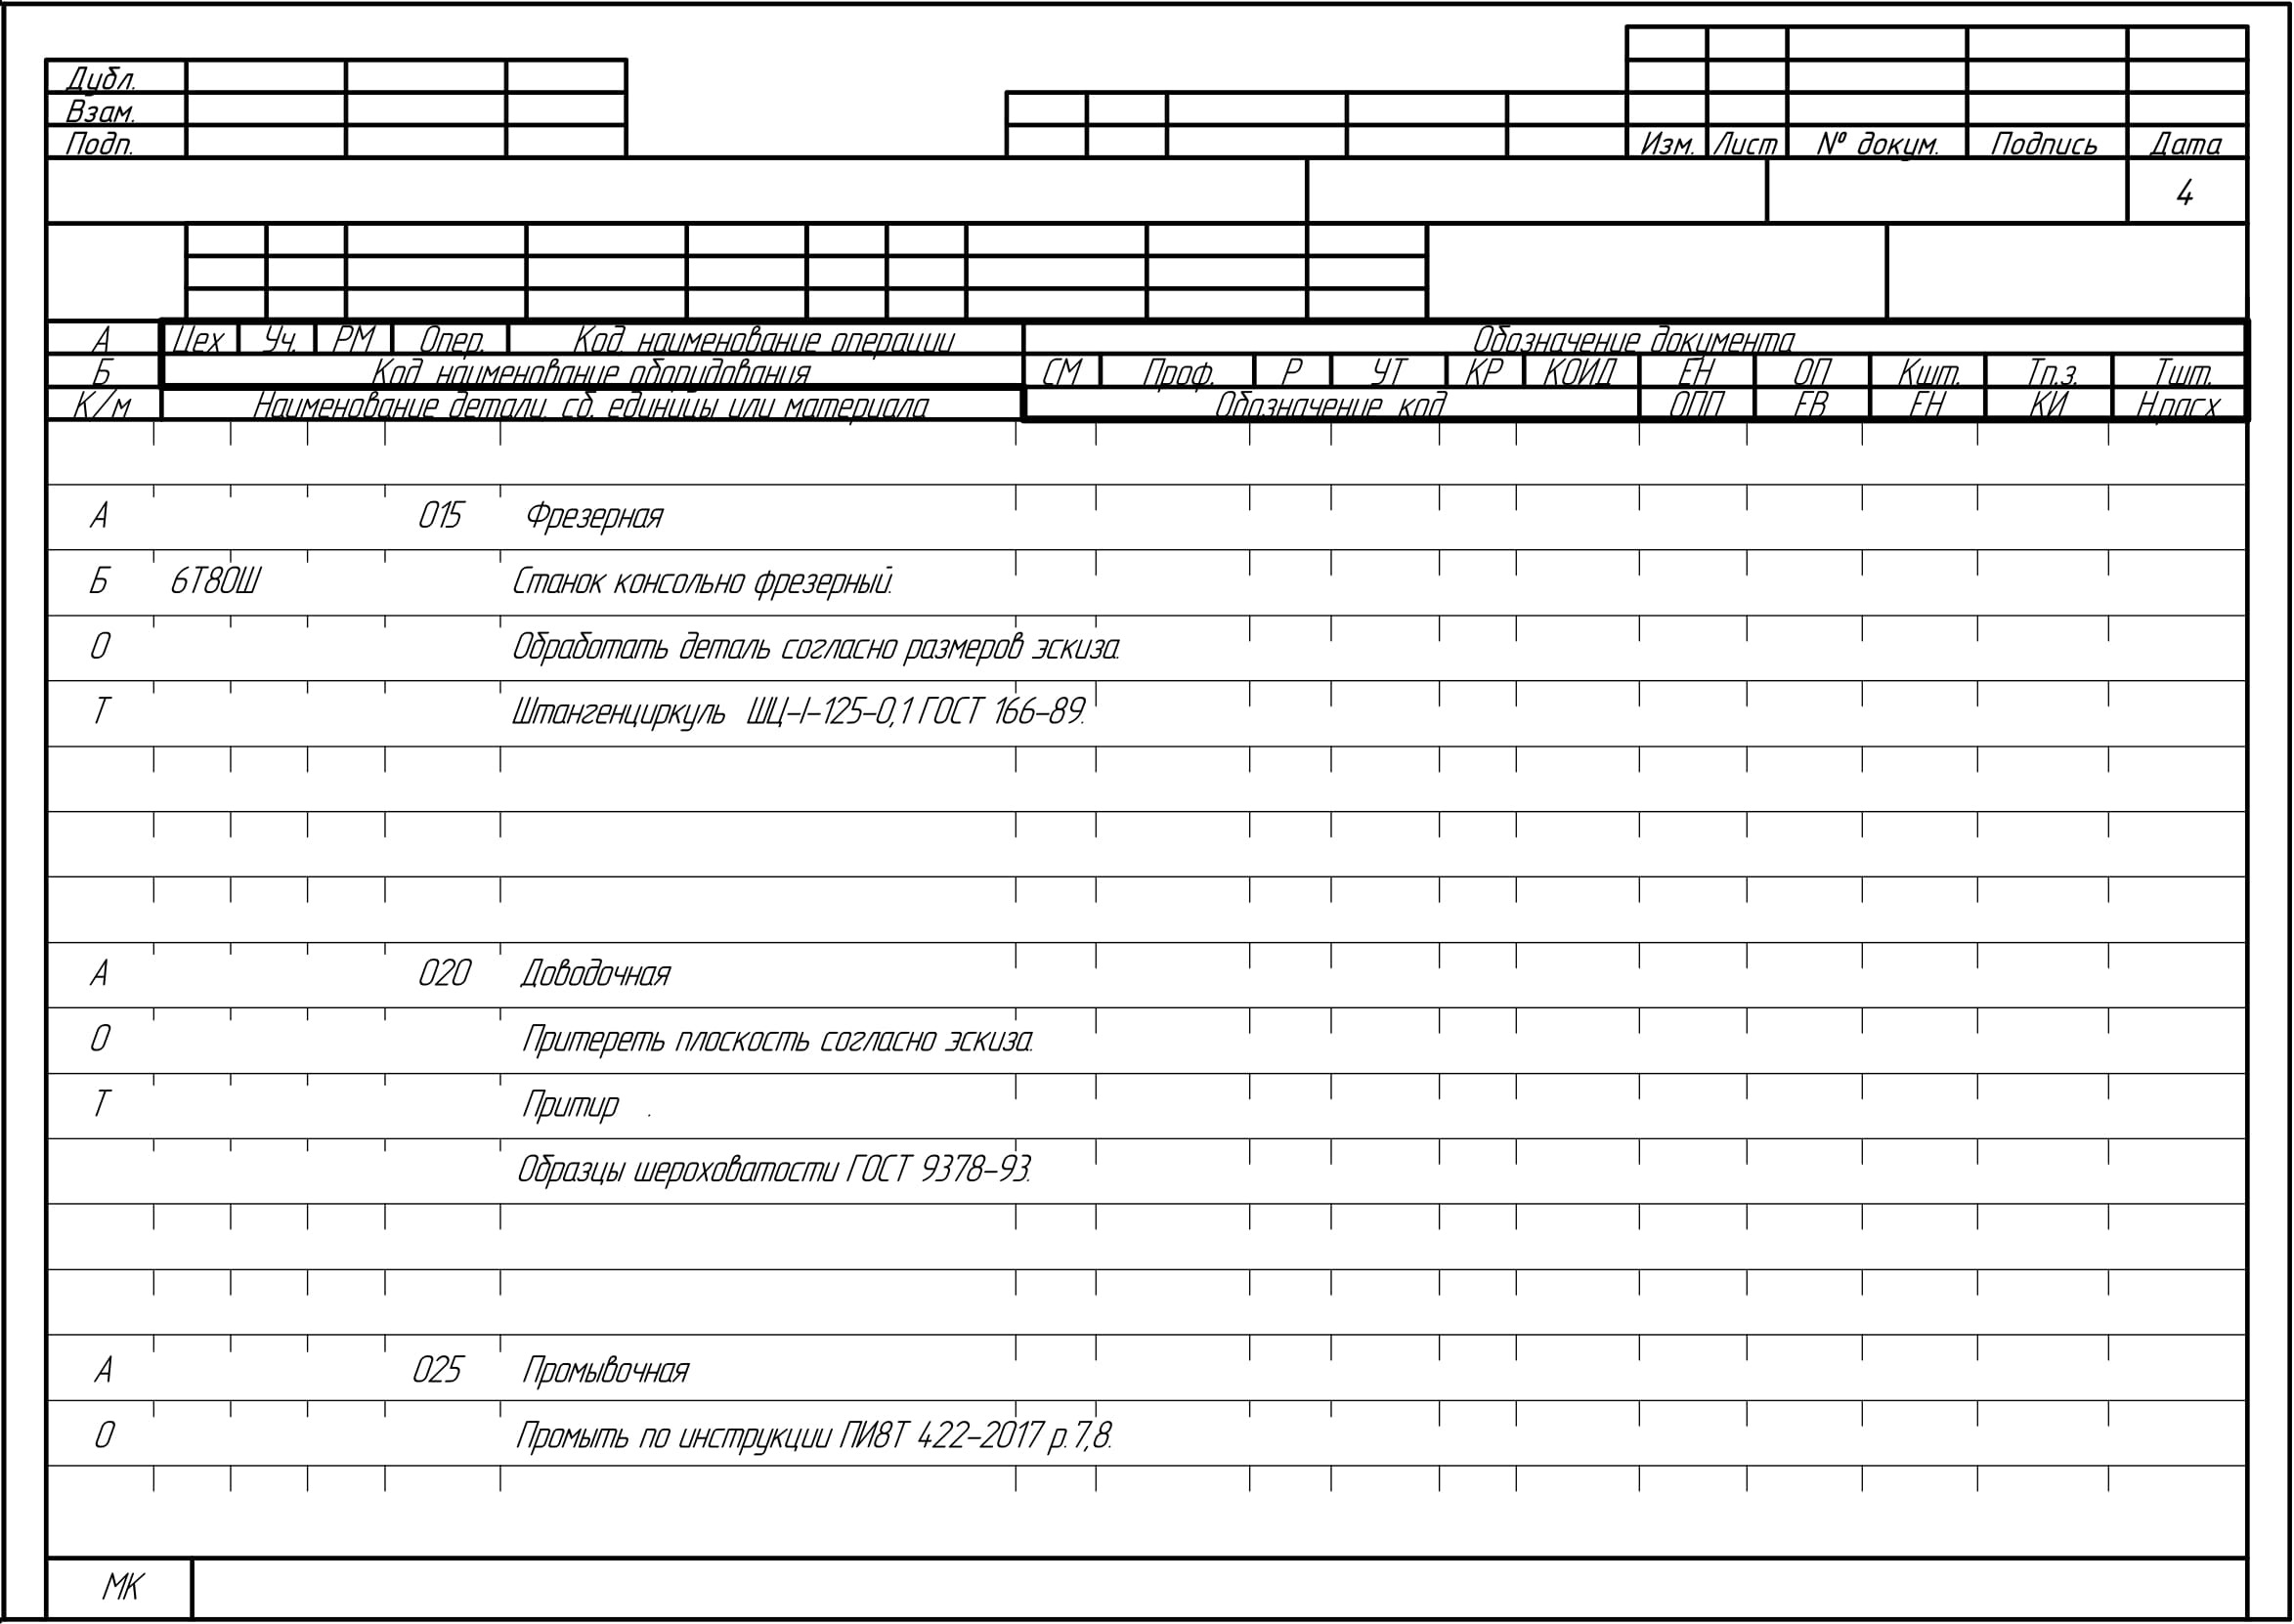 Дубл.
Взам.
Подп.
Изм. Лист № докум. Подпись Дата
4
А Цех Уч. РМ Опер. Код, наименование операции Обозначение документа
Б Код, наименование оборудования СМ Проф. Р УТ КР КОИД ЕН ОП Кшт. Тп.з. Тшт.
К/м Наименование детали, сб. единицы или материала Обозначение код ОПП ЕВ ЕН КИ Н.расх
А 015 Фрезерная
Б 6Т80Ш Станок консольно фрезерный.
О Обработать деталь согласно размеров эскиза.
Т Штангенциркуль ШЦ-I-125-0,1 ГОСТ 166-89.
А 020 Доводочная
О Притереть плоскость согласно эскиза.
Т Притир .
Образцы шероховатости ГОСТ 9378-93.
А 025 Промывочная
О Промыть по инструкции ПИ8Т 422-2017 р. 7,8.
МК